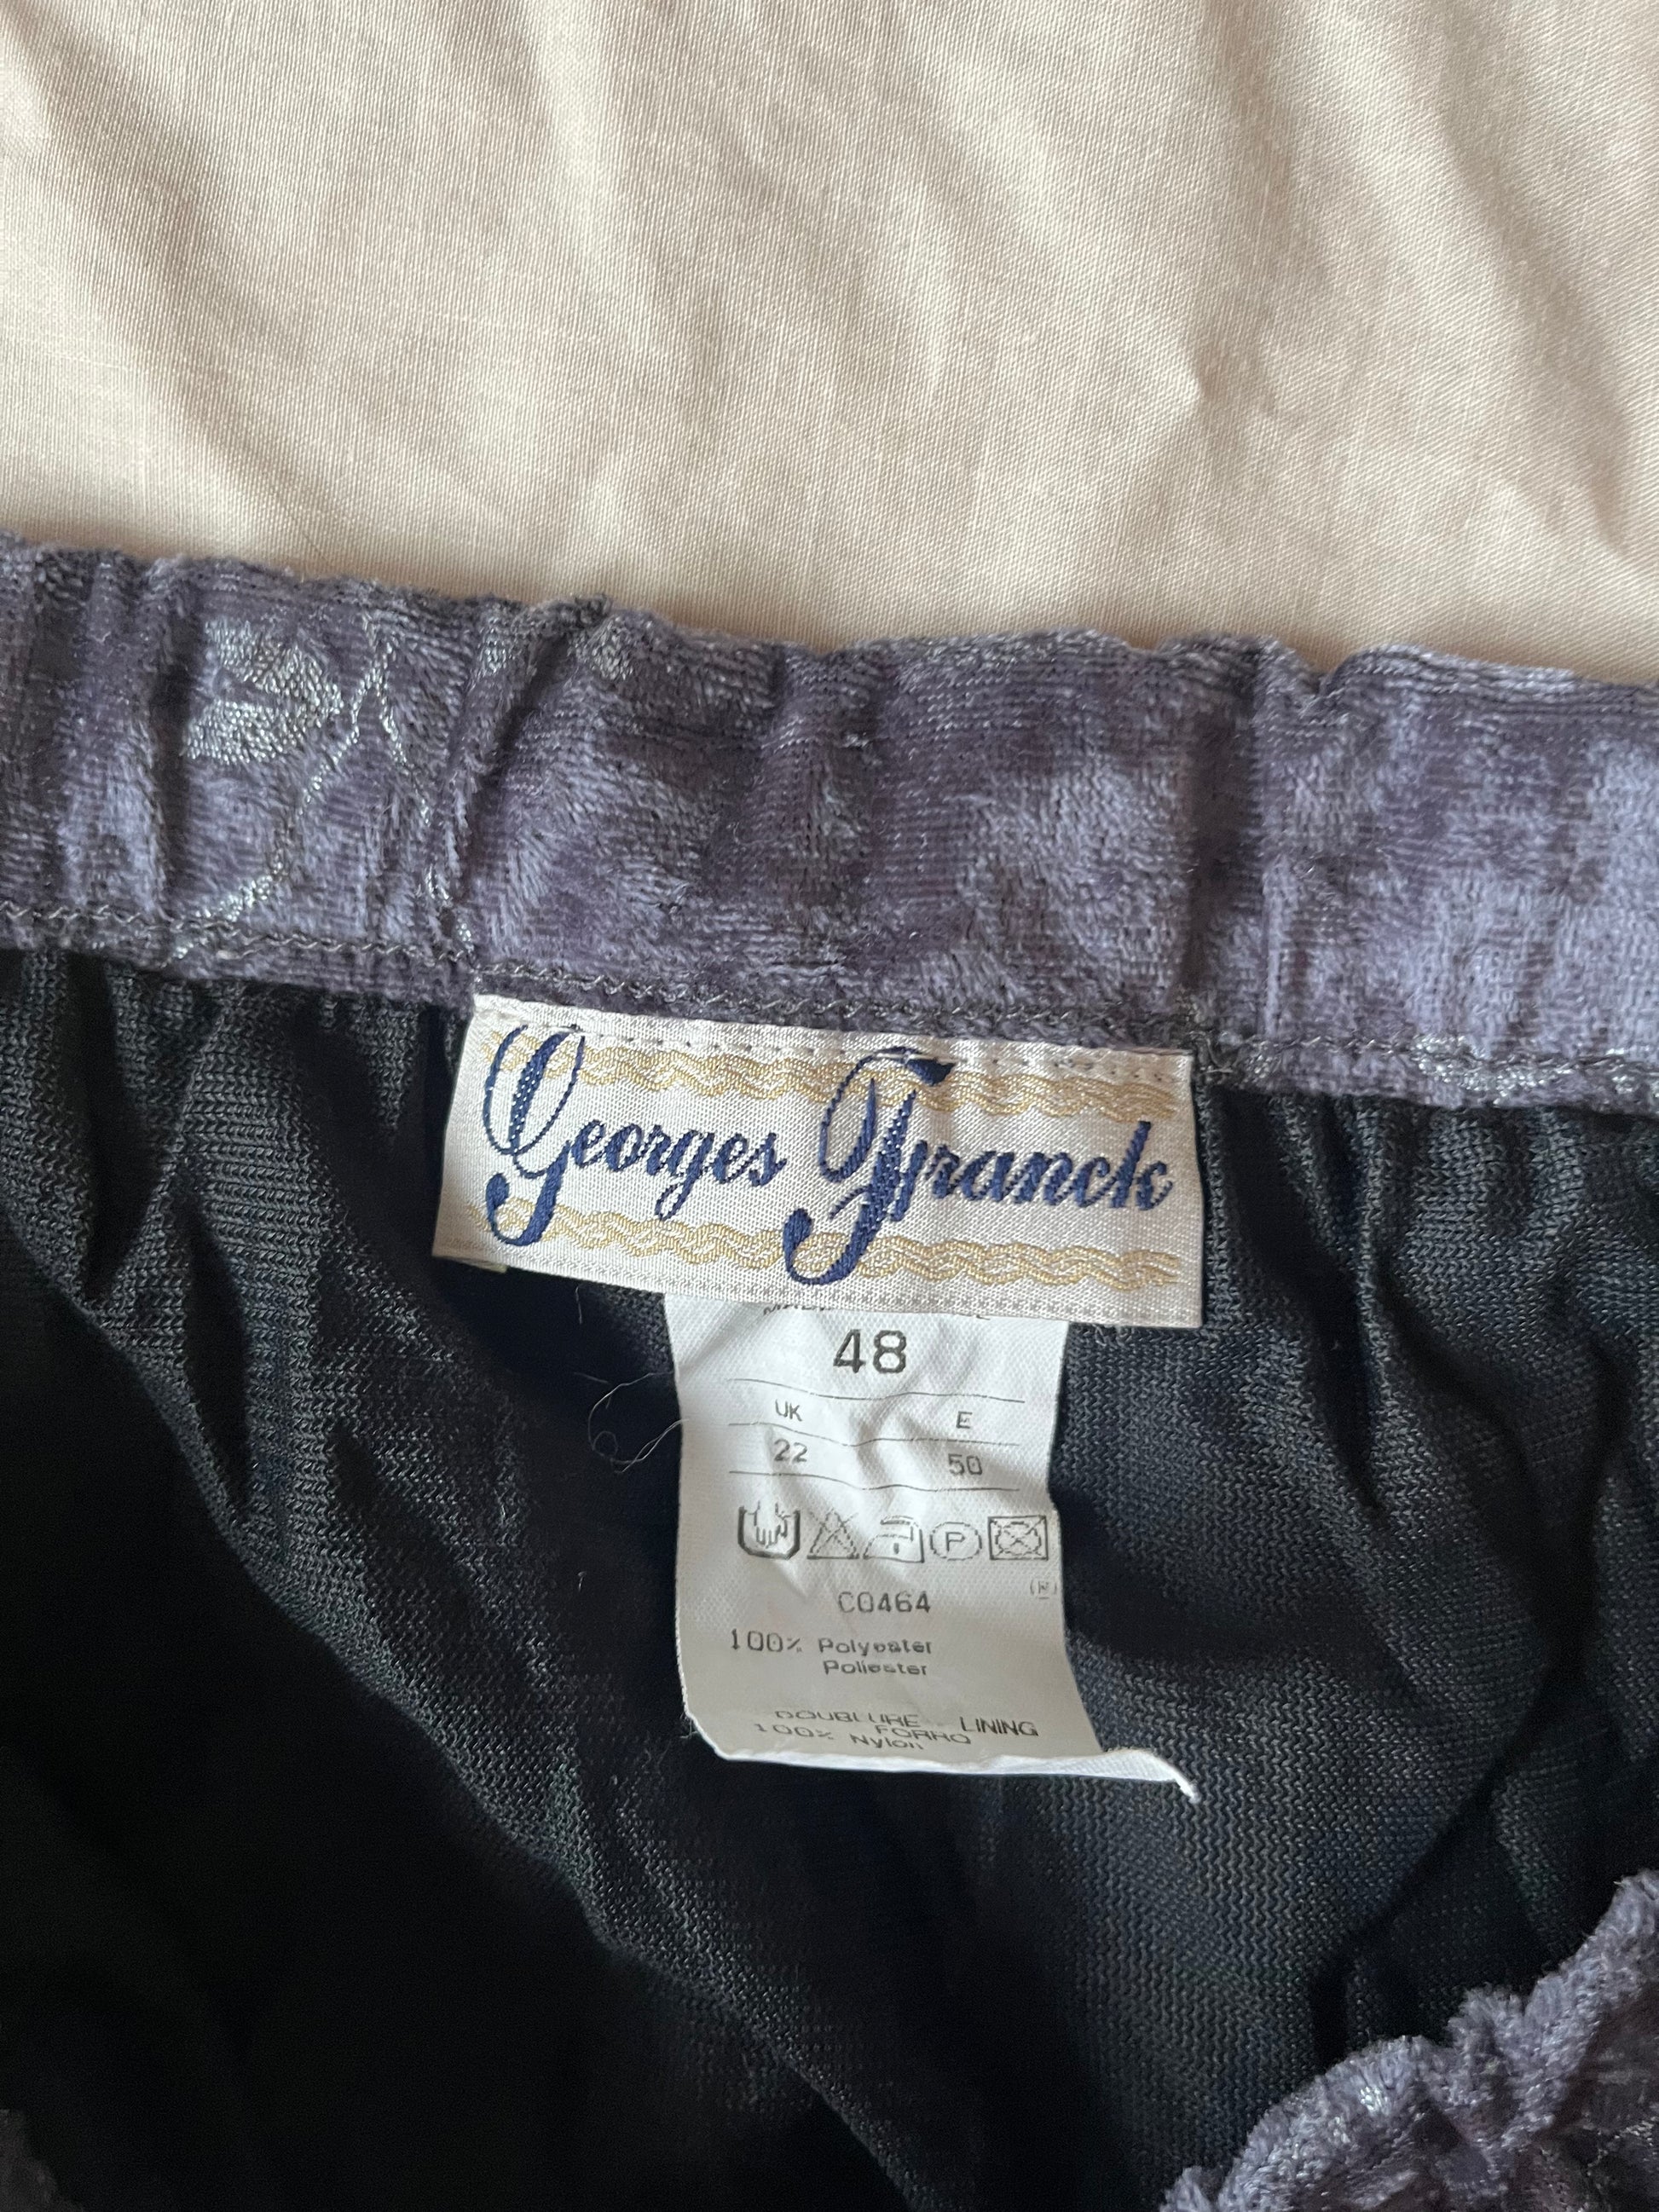 Georges Franck
48
UK E
22 50
P
C0464
100% Polyester
Poliester
DOUBLURE LINING
FORRO
100% Nylon